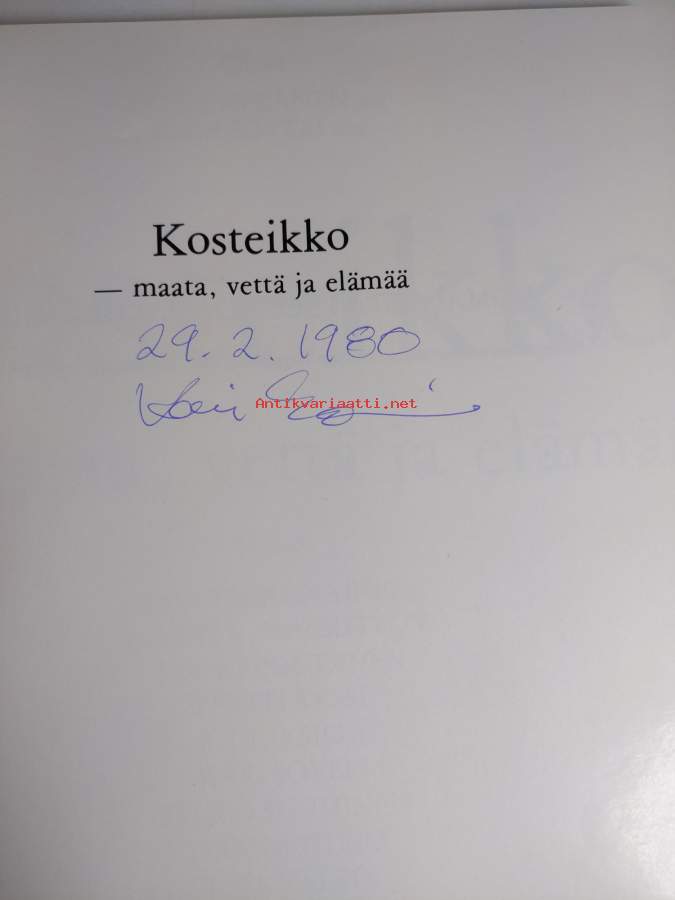 Kosteikko
— maata, vettä ja elämää
29. 2. 1980
Antikvariaatti.net